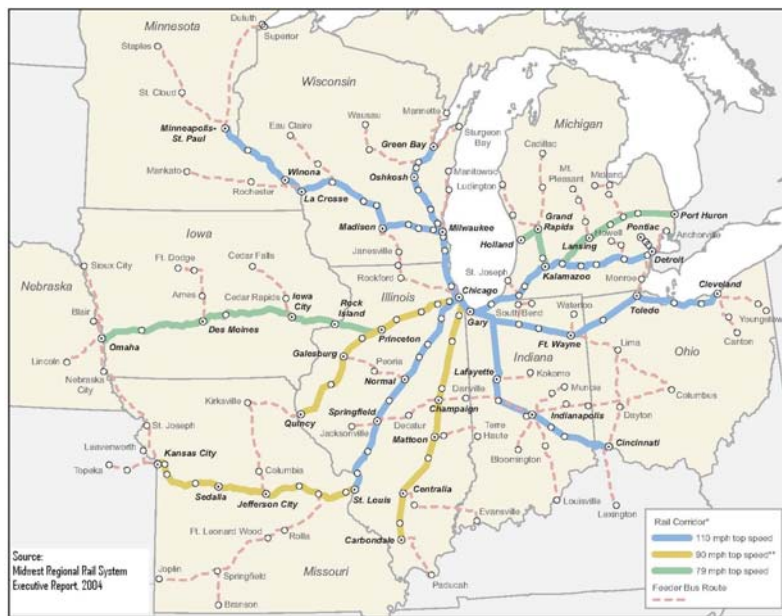 Minnesota
Duluth
Superior
Staples
St. Cloud
Minneapolis-
St. Paul
Mankato
Rochester
Winona
La Crosse
Wisconsin
Eau Claire
Wausau
Marinette
Green Bay
Sturgeon
Bay
Oshkosh
Manitowoc
Madison
Milwaukee
Janesville
Rockford
Michigan
Cadillac
Mt.
Pleasant
Midland
Ludington
Grand
Rapids
Holland
Lansing
Howell
Pontiac
Port Huron
Anchorville
Detroit
Kalamazoo
St. Joseph
Monroe
Iowa
Sioux City
Ft. Dodge
Cedar Falls
Ames
Cedar Rapids
Iowa
City
Rock
Island
Des Moines
Nebraska
Blair
Omaha
Lincoln
Nebraska
City
Illinois
Chicago
Gary
Princeton
Galesburg
Peoria
Normal
Quincy
Springfield
Jacksonville
Decatur
Danville
Champaign
Mattoon
Centralia
Carbondale
South Bend
Waterloo
Ft. Wayne
Indiana
Lafayette
Kokomo
Muncie
Indianapolis
Terre
Haute
Bloomington
Evansville
Louisville
Lexington
Paducah
Toledo
Cleveland
Canton
Ohio
Lima
Columbus
Dayton
Cincinnati
Kirksville
St. Joseph
Leavenworth
Topeka
Kansas City
Sedalia
Columbia
Jefferson City
St. Louis
Ft. Leonard Wood
Rolla
Missouri
Joplin
Springfield
Branson
Source:
Midwest Regional Rail System
Executive Report, 2004
Rail Corridor*
110 mph top speed
90 mph top speed**
79 mph top speed
Feeder Bus Route